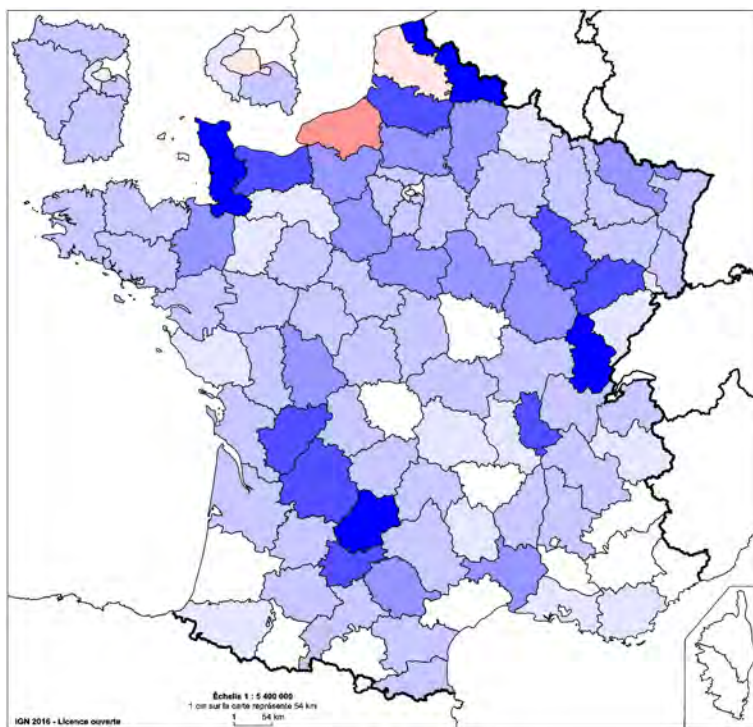 Échelle 1 : 5 400 000
1 cm sur la carte représente 54 km
1 54 km
IGN 2016 - Licence ouverte